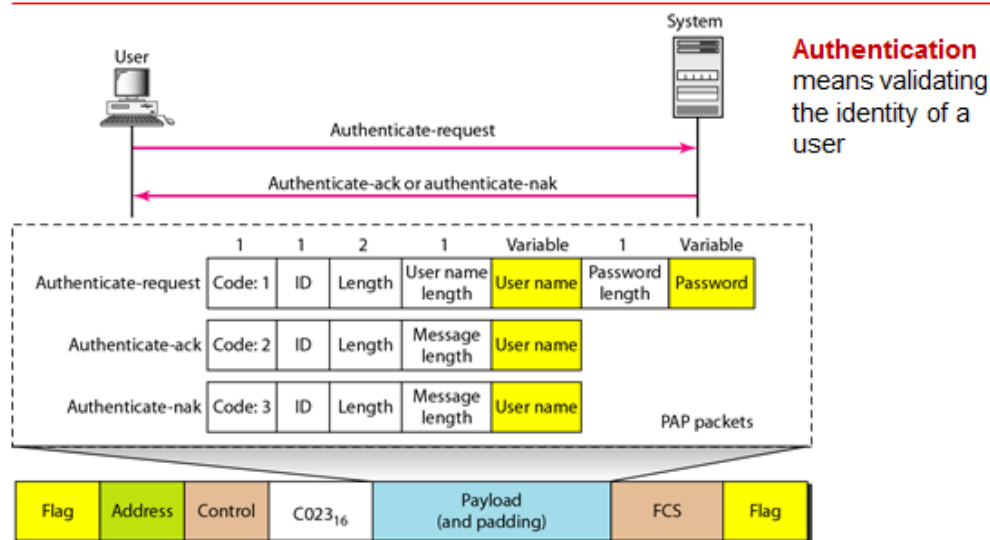 System
User
Authentication
means validating
the identity of a
user
Authenticate-request
Authenticate-ack or authenticate-nak
1 1 2 1 Variable 1 Variable
Authenticate-request Code: 1 ID Length User name length User name Password length Password
Authenticate-ack Code: 2 ID Length Message length User name
Authenticate-nak Code: 3 ID Length Message length User name
PAP packets
Flag Address Control C023₁₆ Payload (and padding) FCS Flag